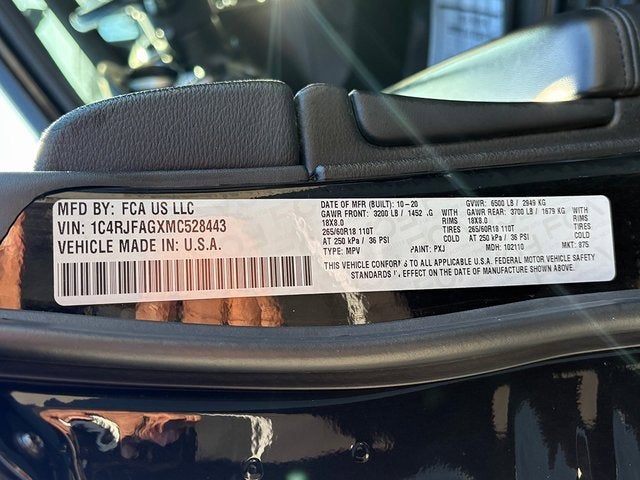 MFD BY: FCA US LLC
VIN: 1C4RJFAGXMC528443
VEHICLE MADE IN: U.S.A.
DATE OF MFR (BUILT): 10-20 GVWR: 6500 LB / 2949 KG
GAWR FRONT: 3200 LB / 1452 G GAWR REAR: 3700 LB / 1679 KG
18X8.0 RIMS 18X8.0 RIMS
265/60R18 110T TIRES 265/60R18 110T TIRES
AT 250 kPa / 36 PSI COLD AT 250 kPa / 36 PSI COLD
TYPE: MPV PAINT: PXJ MDH: 102110 MKT: 875
THIS VEHICLE CONFORMS TO ALL APPLICABLE U.S.A. FEDERAL MOTOR VEHICLE SAFETY
STANDARDS IN EFFECT ON THE DATE OF MANUFACTURE SHOWN ABOVE.